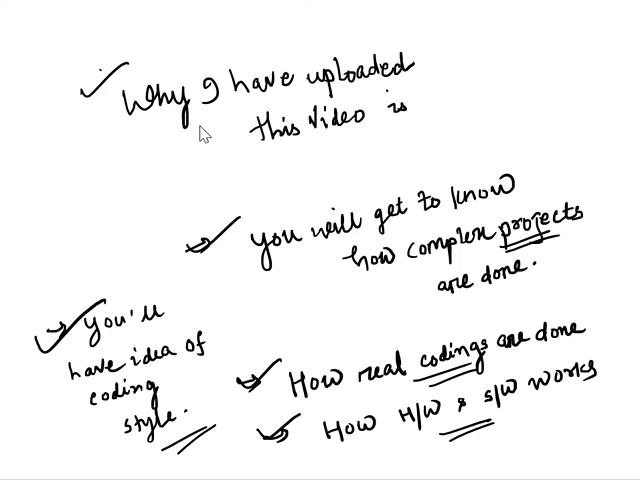 Why I have uploaded
this video is
you will get to know
how complex projects
are done.
You'll
have idea of
coding
style.
How real codings are done
How H/W & S/W works